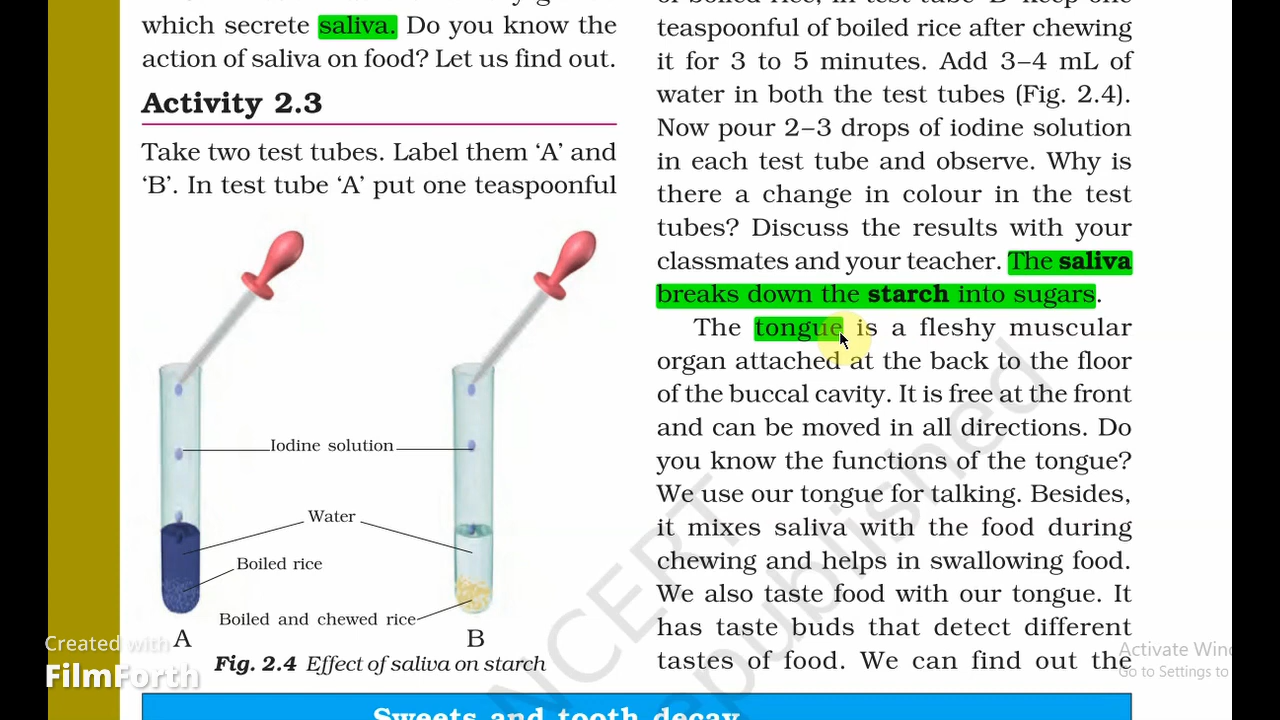 which secrete saliva. Do you know the
action of saliva on food? Let us find out.
Activity 2.3
Take two test tubes. Label them ‘A’ and
‘B’. In test tube ‘A’ put one teaspoonful
Iodine solution
Water
Boiled rice
Boiled and chewed rice
A
B
Fig. 2.4 Effect of saliva on starch
of boiled rice, in test tube ‘B’ keep one
teaspoonful of boiled rice after chewing
it for 3 to 5 minutes. Add 3–4 mL of
water in both the test tubes (Fig. 2.4).
Now pour 2–3 drops of iodine solution
in each test tube and observe. Why is
there a change in colour in the test
tubes? Discuss the results with your
classmates and your teacher. The saliva
breaks down the starch into sugars.
The tongue is a fleshy muscular
organ attached at the back to the floor
of the buccal cavity. It is free at the front
and can be moved in all directions. Do
you know the functions of the tongue?
We use our tongue for talking. Besides,
it mixes saliva with the food during
chewing and helps in swallowing food.
We also taste food with our tongue. It
has taste buds that detect different
tastes of food. We can find out the
Sweets and tooth decay
NCERT
republished
Created with
FilmForth
Activate Wind
Go to Settings to